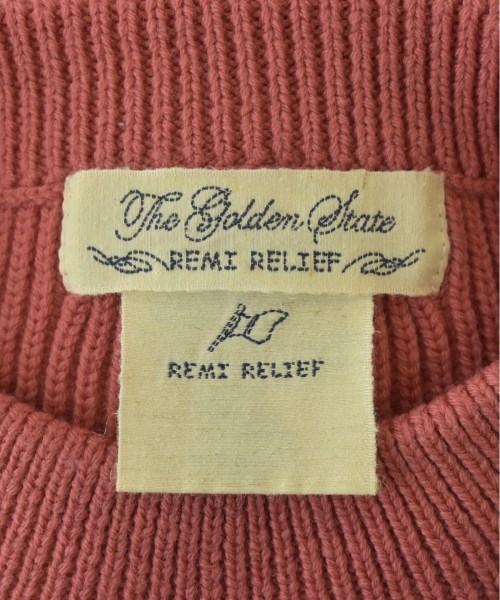 The Golden State
REMI RELIEF
REMI RELIEF